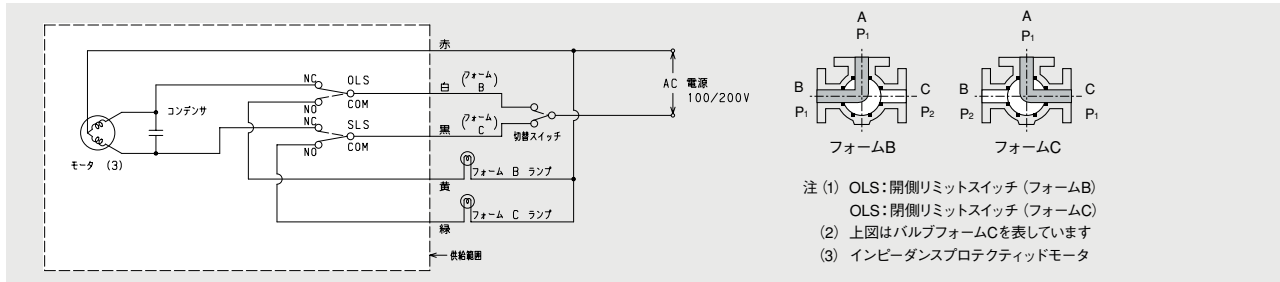 赤
NC
OLS
白
(フォーム B)
AC 電源
100/200V
コンデンサ
NO
COM
NC
SLS
黒
(フォーム C)
切替スイッチ
NO
COM
モータ (3)
フォーム B ランプ
黄
フォーム C ランプ
緑
供給範囲
A
P1
B
C
P1
P2
フォームB
A
P1
B
C
P2
P1
フォームC
注(1) OLS:開側リミットスイッチ(フォームB)
OLS:閉側リミットスイッチ(フォームC)
(2) 上図はバルブフォームCを表しています
(3) インピーダンスプロテクティッドモータ